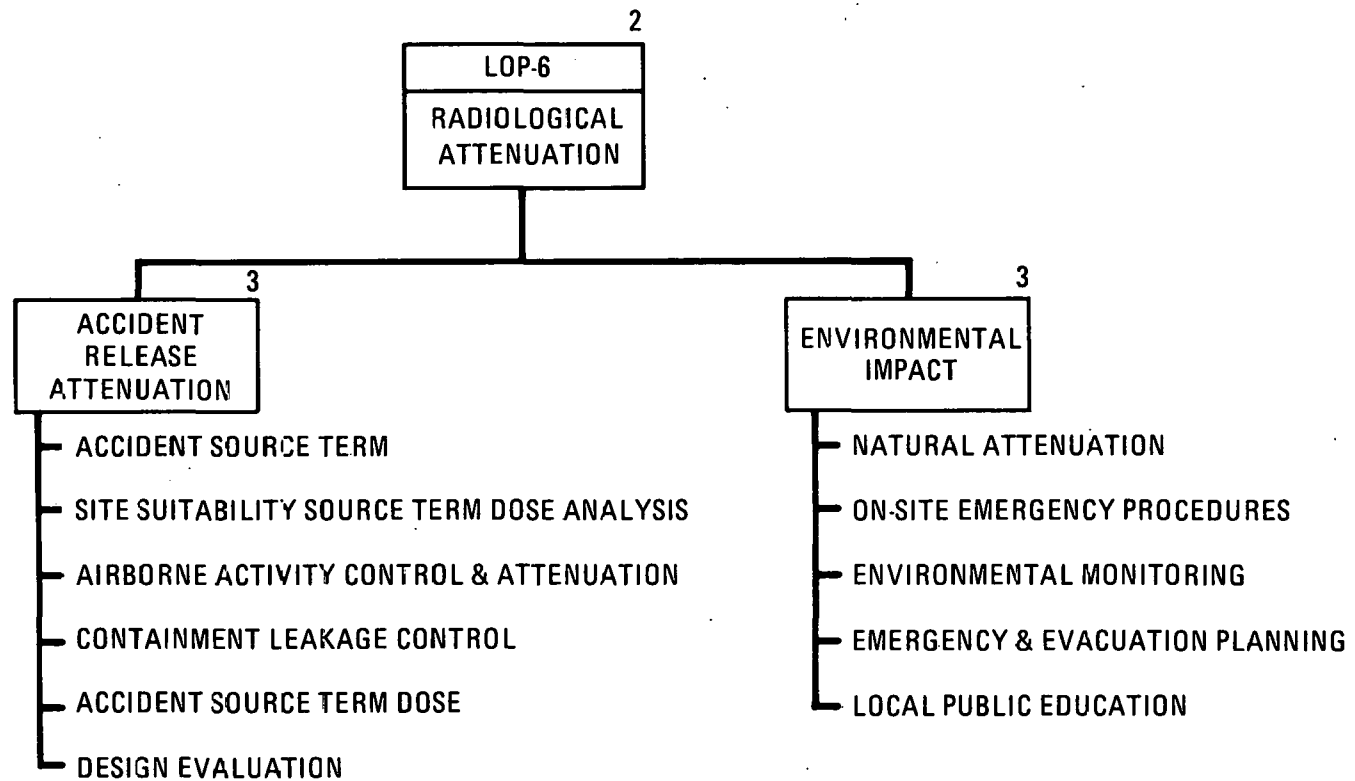 2
LOP-6
RADIOLOGICAL
ATTENUATION
3
ACCIDENT
RELEASE
ATTENUATION
ACCIDENT SOURCE TERM
SITE SUITABILITY SOURCE TERM DOSE ANALYSIS
AIRBORNE ACTIVITY CONTROL & ATTENUATION
CONTAINMENT LEAKAGE CONTROL
ACCIDENT SOURCE TERM DOSE
DESIGN EVALUATION
3
ENVIRONMENTAL
IMPACT
NATURAL ATTENUATION
ON-SITE EMERGENCY PROCEDURES
ENVIRONMENTAL MONITORING
EMERGENCY & EVACUATION PLANNING
LOCAL PUBLIC EDUCATION